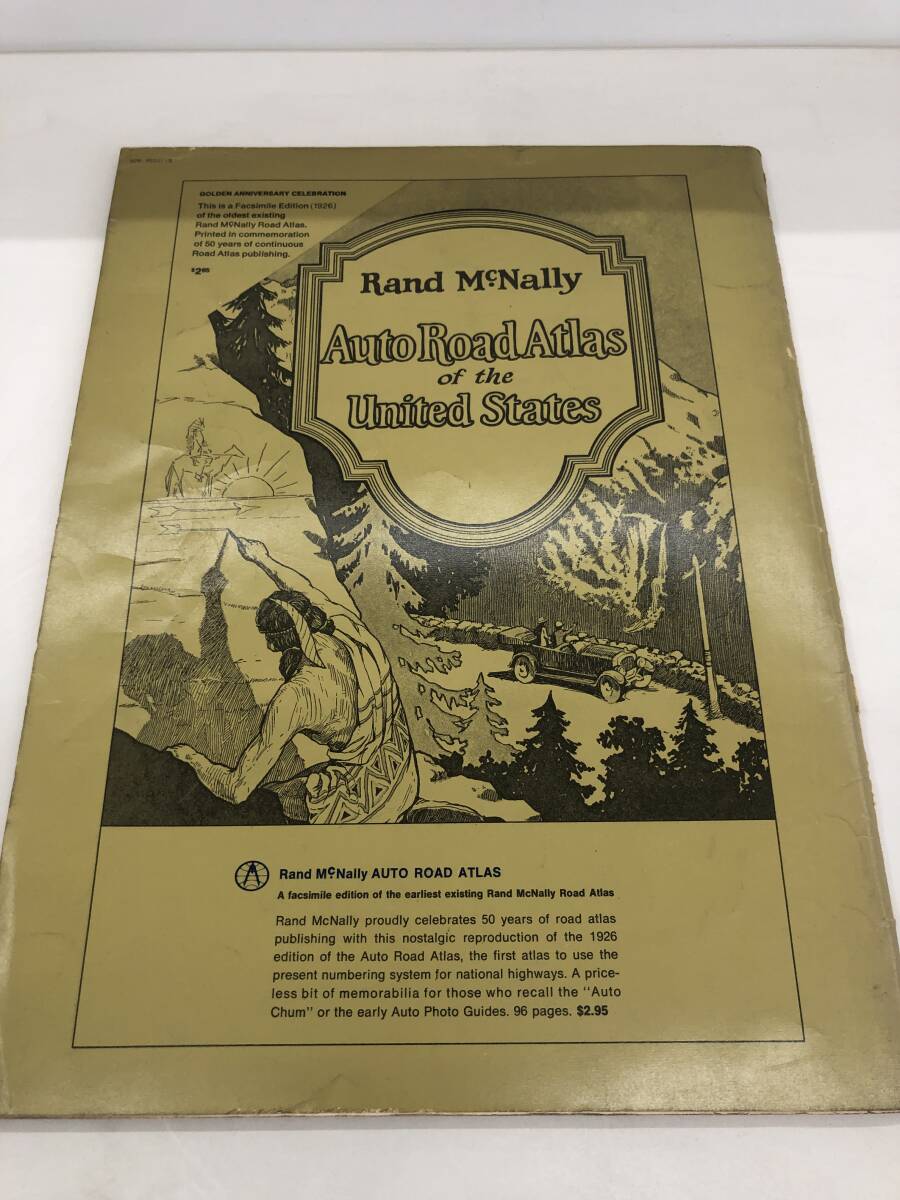 GOLDEN ANNIVERSARY CELEBRATION
This is a Facsimile Edition (1926)
of the oldest existing
Rand McNally Road Atlas.
Printed in commemoration
of 50 years of continuous
Road Atlas publishing.
Rand McNally
Auto Road Atlas
of the
United States
Rand McNally AUTO ROAD ATLAS
A facsimile edition of the earliest existing Rand McNally Road Atlas
Rand McNally proudly celebrates 50 years of road atlas
publishing with this nostalgic reproduction of the 1926
edition of the Auto Road Atlas, the first atlas to use the
present numbering system for national highways. A price-
less bit of memorabilia for those who recall the "Auto
Chum" or the early Auto Photo Guides. 96 pages. $2.95